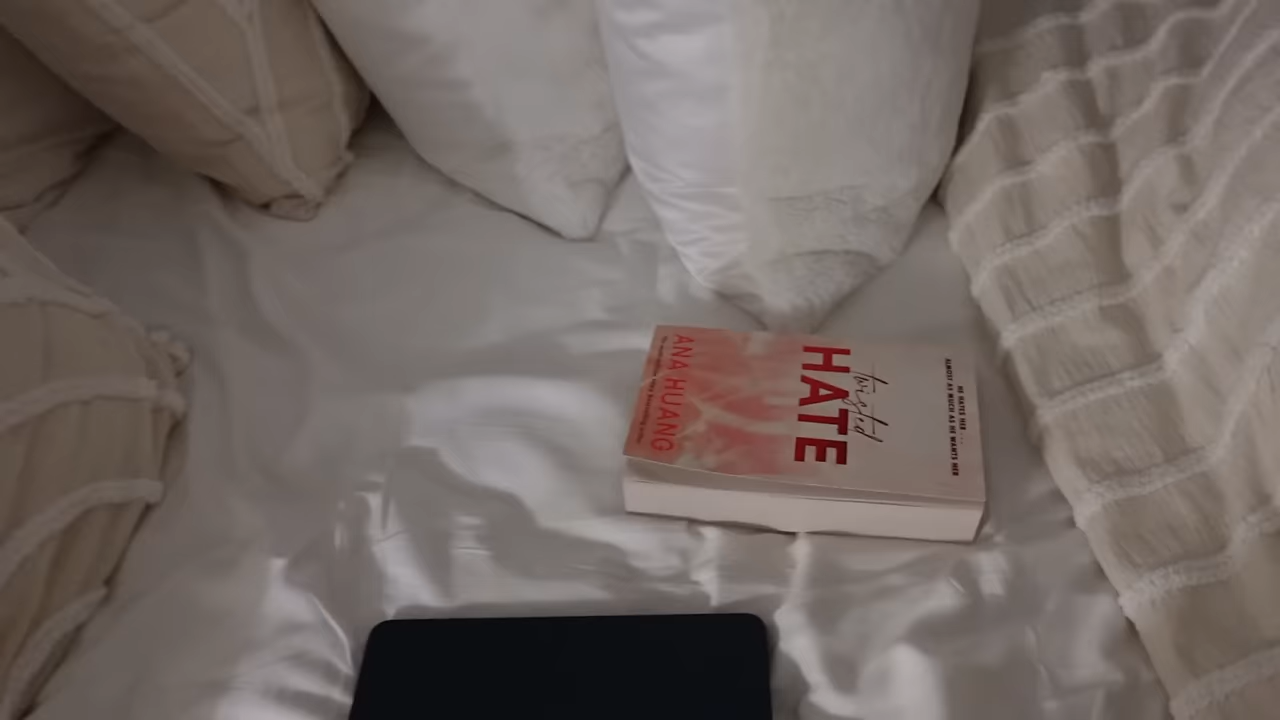 HE HATES HER...
ALMOST AS MUCH AS HE WANTS HER
twisted
HATE
ANA HUANG